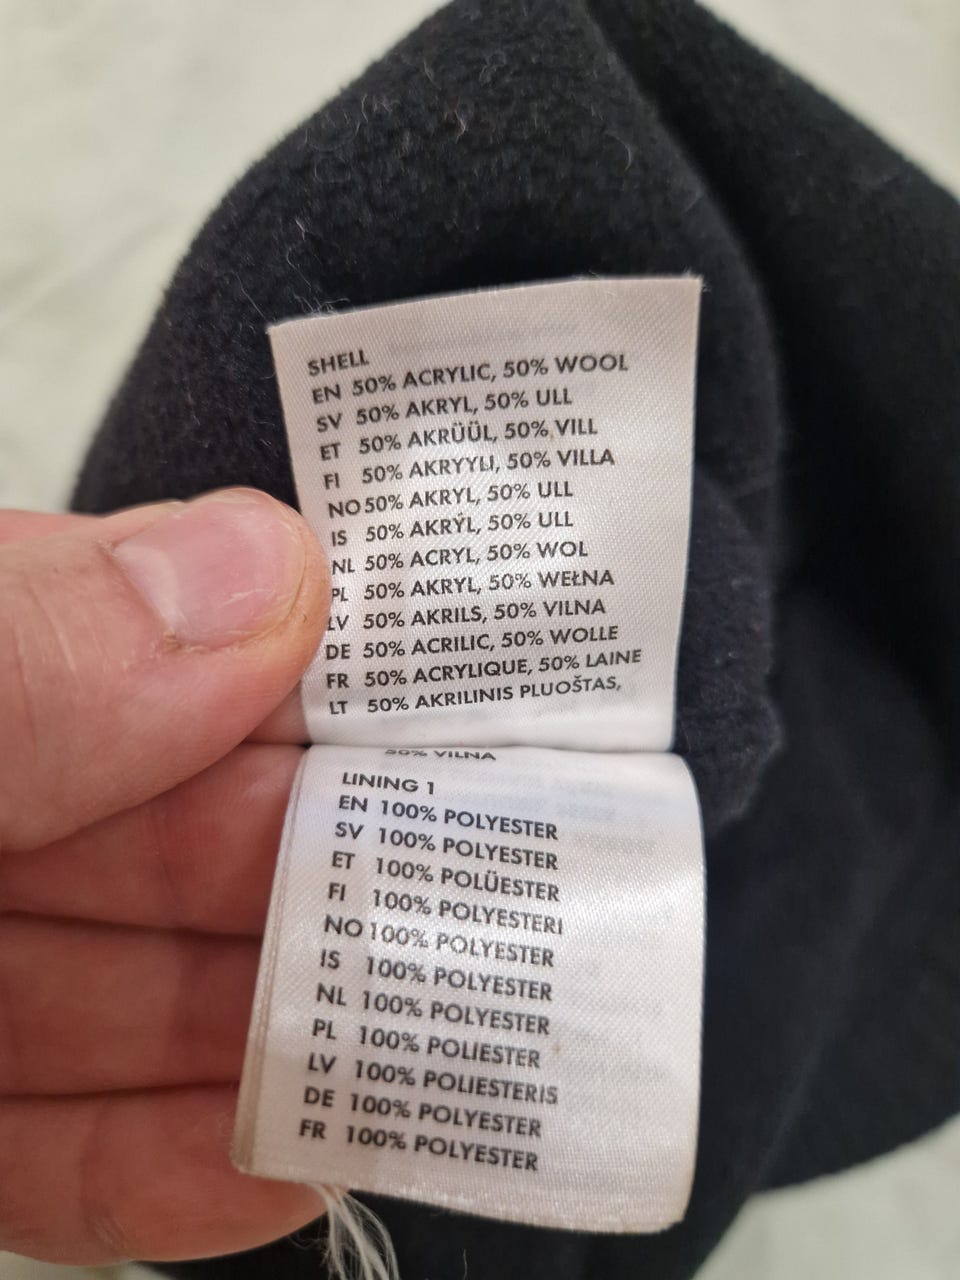 SHELL
EN 50% ACRYLIC, 50% WOOL
SV 50% AKRYL, 50% ULL
ET 50% AKRÜÜL, 50% VILL
FI 50% AKRYYLI, 50% VILLA
NO 50% AKRYL, 50% ULL
IS 50% AKRÝL, 50% ULL
NL 50% ACRYL, 50% WOL
PL 50% AKRYL, 50% WEŁNA
LV 50% AKRILS, 50% VILNA
DE 50% ACRILIC, 50% WOLLE
FR 50% ACRYLIQUE, 50% LAINE
LT 50% AKRILINIS PLUOŠTAS,
50% VILNA
LINING 1
EN 100% POLYESTER
SV 100% POLYESTER
ET 100% POLÜESTER
FI 100% POLYESTERI
NO 100% POLYESTER
IS 100% POLYESTER
NL 100% POLYESTER
PL 100% POLIESTER
LV 100% POLIESTERIS
DE 100% POLYESTER
FR 100% POLYESTER